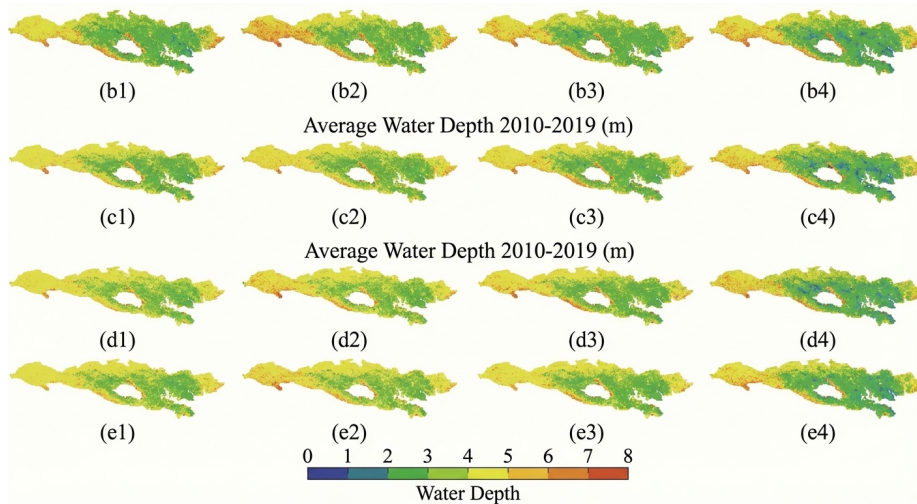 (b1) (b2) (b3) (b4)
Average Water Depth 2010-2019 (m)
(c1) (c2) (c3) (c4)
Average Water Depth 2010-2019 (m)
(d1) (d2) (d3) (d4)
(e1) (e2) (e3) (e4)
0 1 2 3 4 5 6 7 8
Water Depth